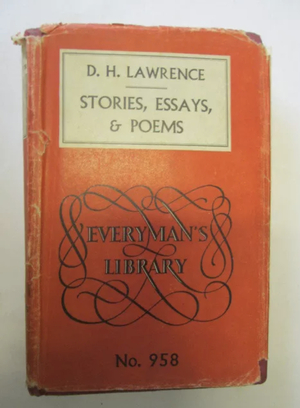 D. H. LAWRENCE
STORIES, ESSAYS,
& POEMS
EVERYMAN'S
LIBRARY
No. 958